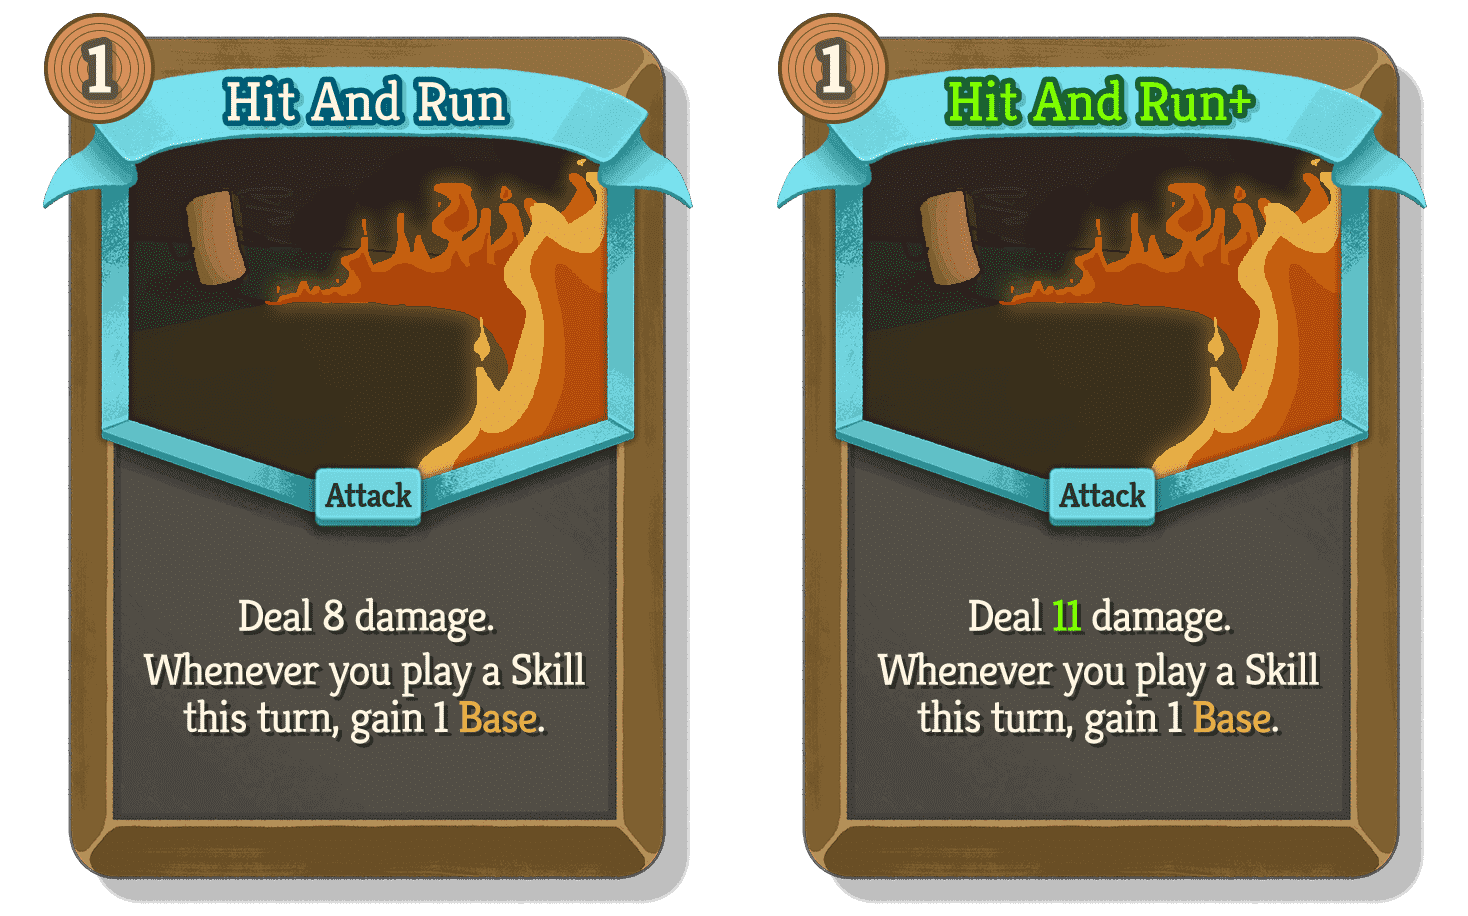 1
Hit And Run
Attack
Deal 8 damage.
Whenever you play a Skill
this turn, gain 1 Base.
1
Hit And Run+
Attack
Deal 11 damage.
Whenever you play a Skill
this turn, gain 1 Base.